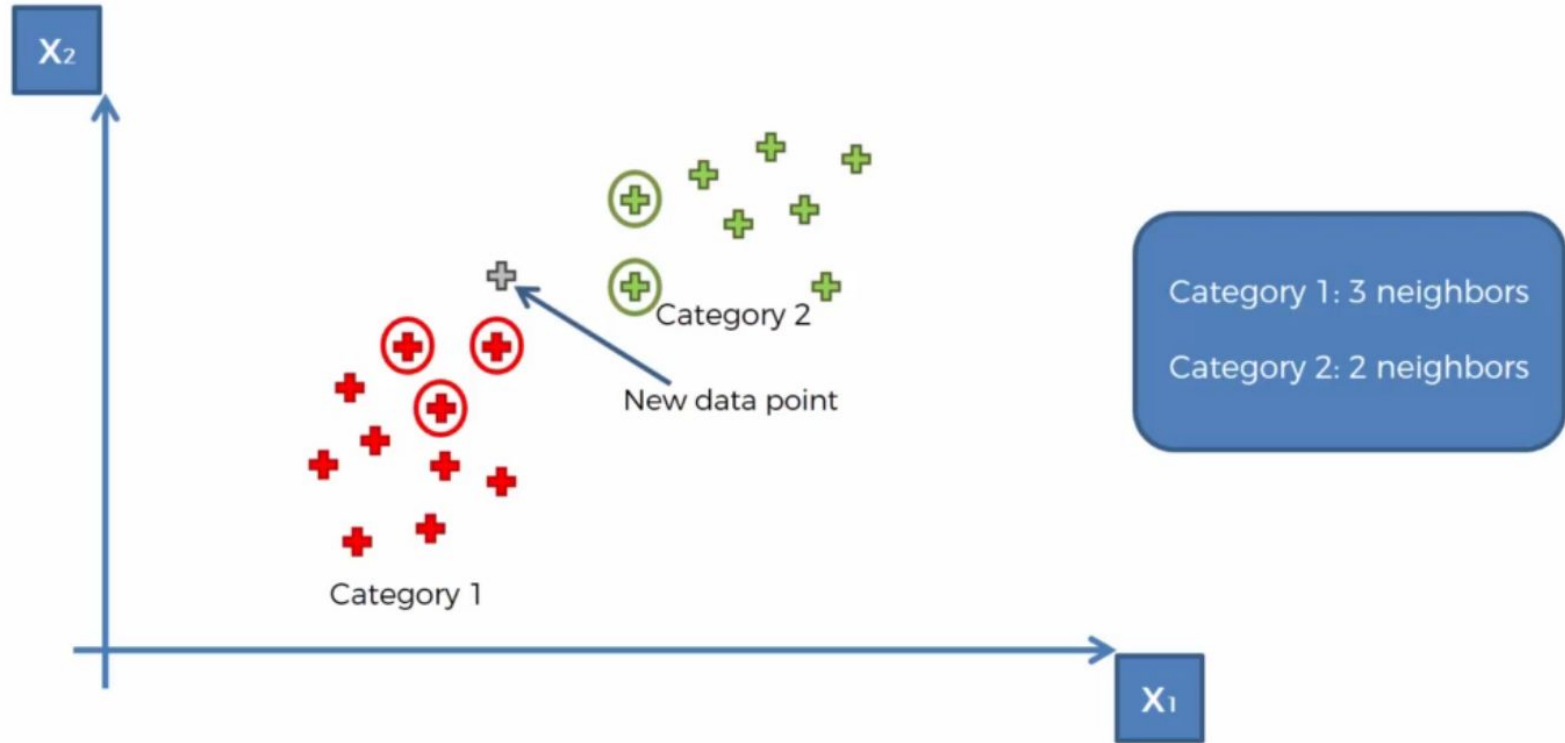 X₂
Category 2
New data point
Category 1: 3 neighbors
Category 2: 2 neighbors
Category 1
X₁